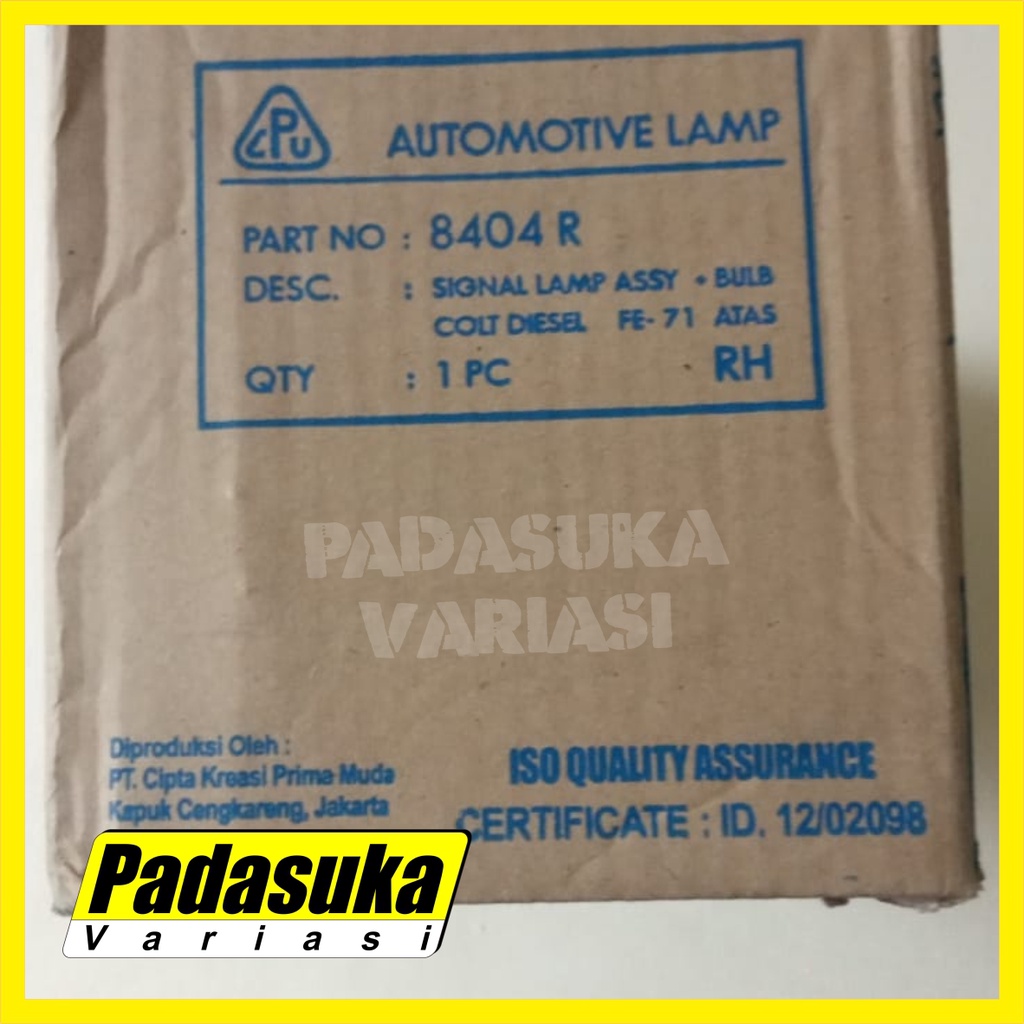 CPU AUTOMOTIVE LAMP
PART NO : 8404 R
DESC. : SIGNAL LAMP ASSY + BULB
COLT DIESEL FE-71 ATAS
QTY : 1 PC RH
PADASUKA
VARIASI
Diproduksi Oleh :
PT. Cipta Kreasi Prima Muda
Kapuk Cengkareng, Jakarta
ISO QUALITY ASSURANCE
CERTIFICATE : ID. 12/02098
Padasuka
Variasi